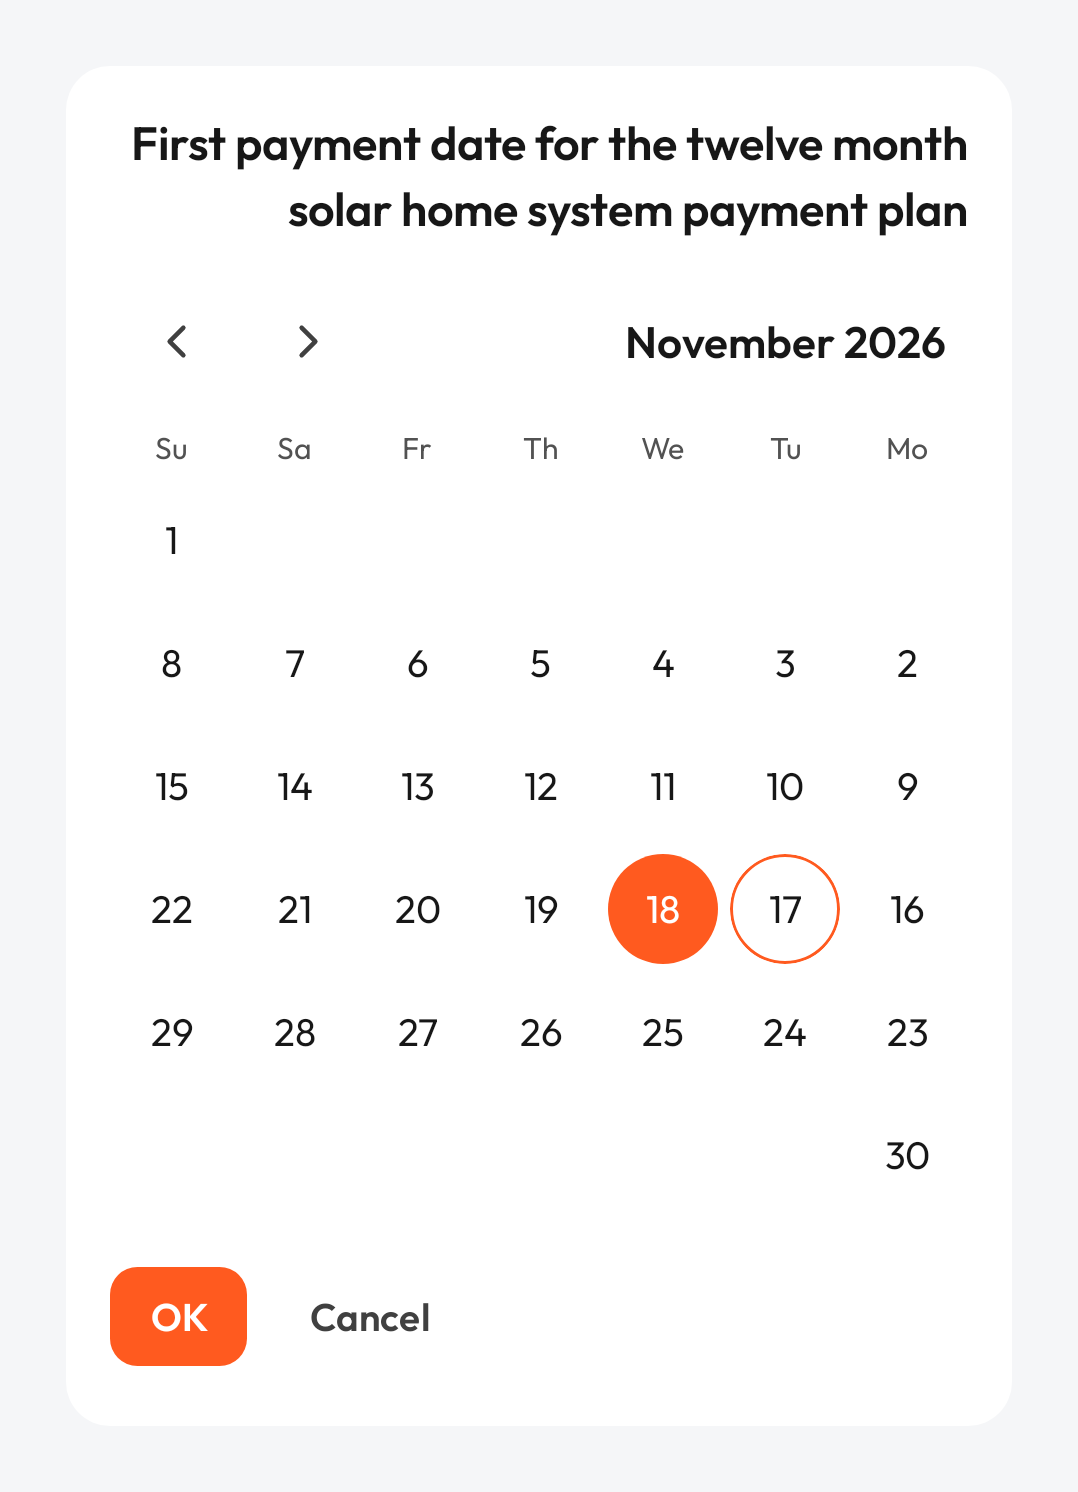 First payment date for the twelve month
solar home system payment plan
November 2026
Su Sa Fr Th We Tu Mo
1
8 7 6 5 4 3 2
15 14 13 12 11 10 9
22 21 20 19 18 17 16
29 28 27 26 25 24 23
30
OK Cancel